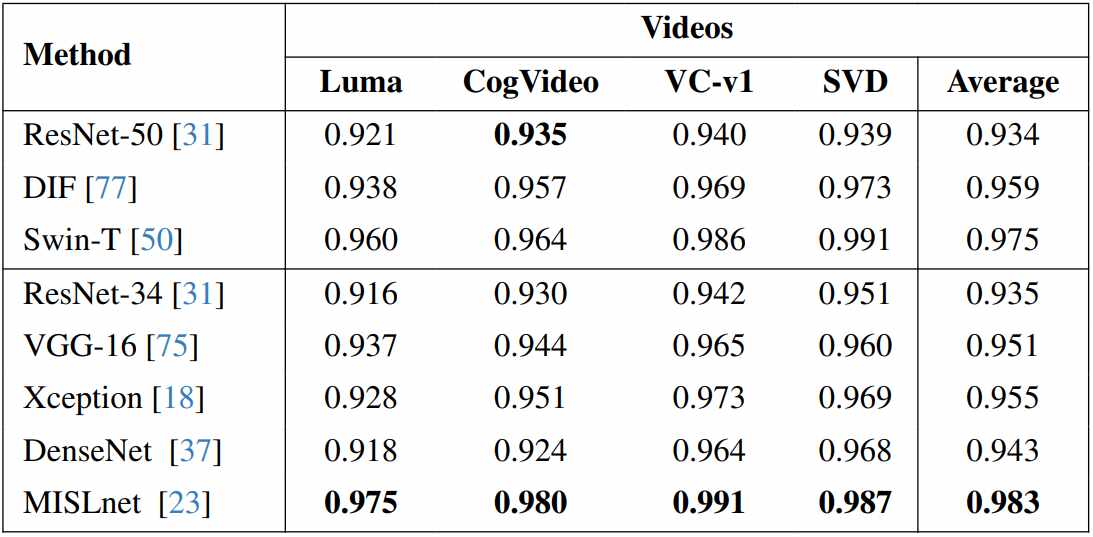 Method Videos
Luma CogVideo VC-v1 SVD Average
ResNet-50 [31] 0.921 0.935 0.940 0.939 0.934
DIF [77] 0.938 0.957 0.969 0.973 0.959
Swin-T [50] 0.960 0.964 0.986 0.991 0.975
ResNet-34 [31] 0.916 0.930 0.942 0.951 0.935
VGG-16 [75] 0.937 0.944 0.965 0.960 0.951
Xception [18] 0.928 0.951 0.973 0.969 0.955
DenseNet [37] 0.918 0.924 0.964 0.968 0.943
MISLnet [23] 0.975 0.980 0.991 0.987 0.983